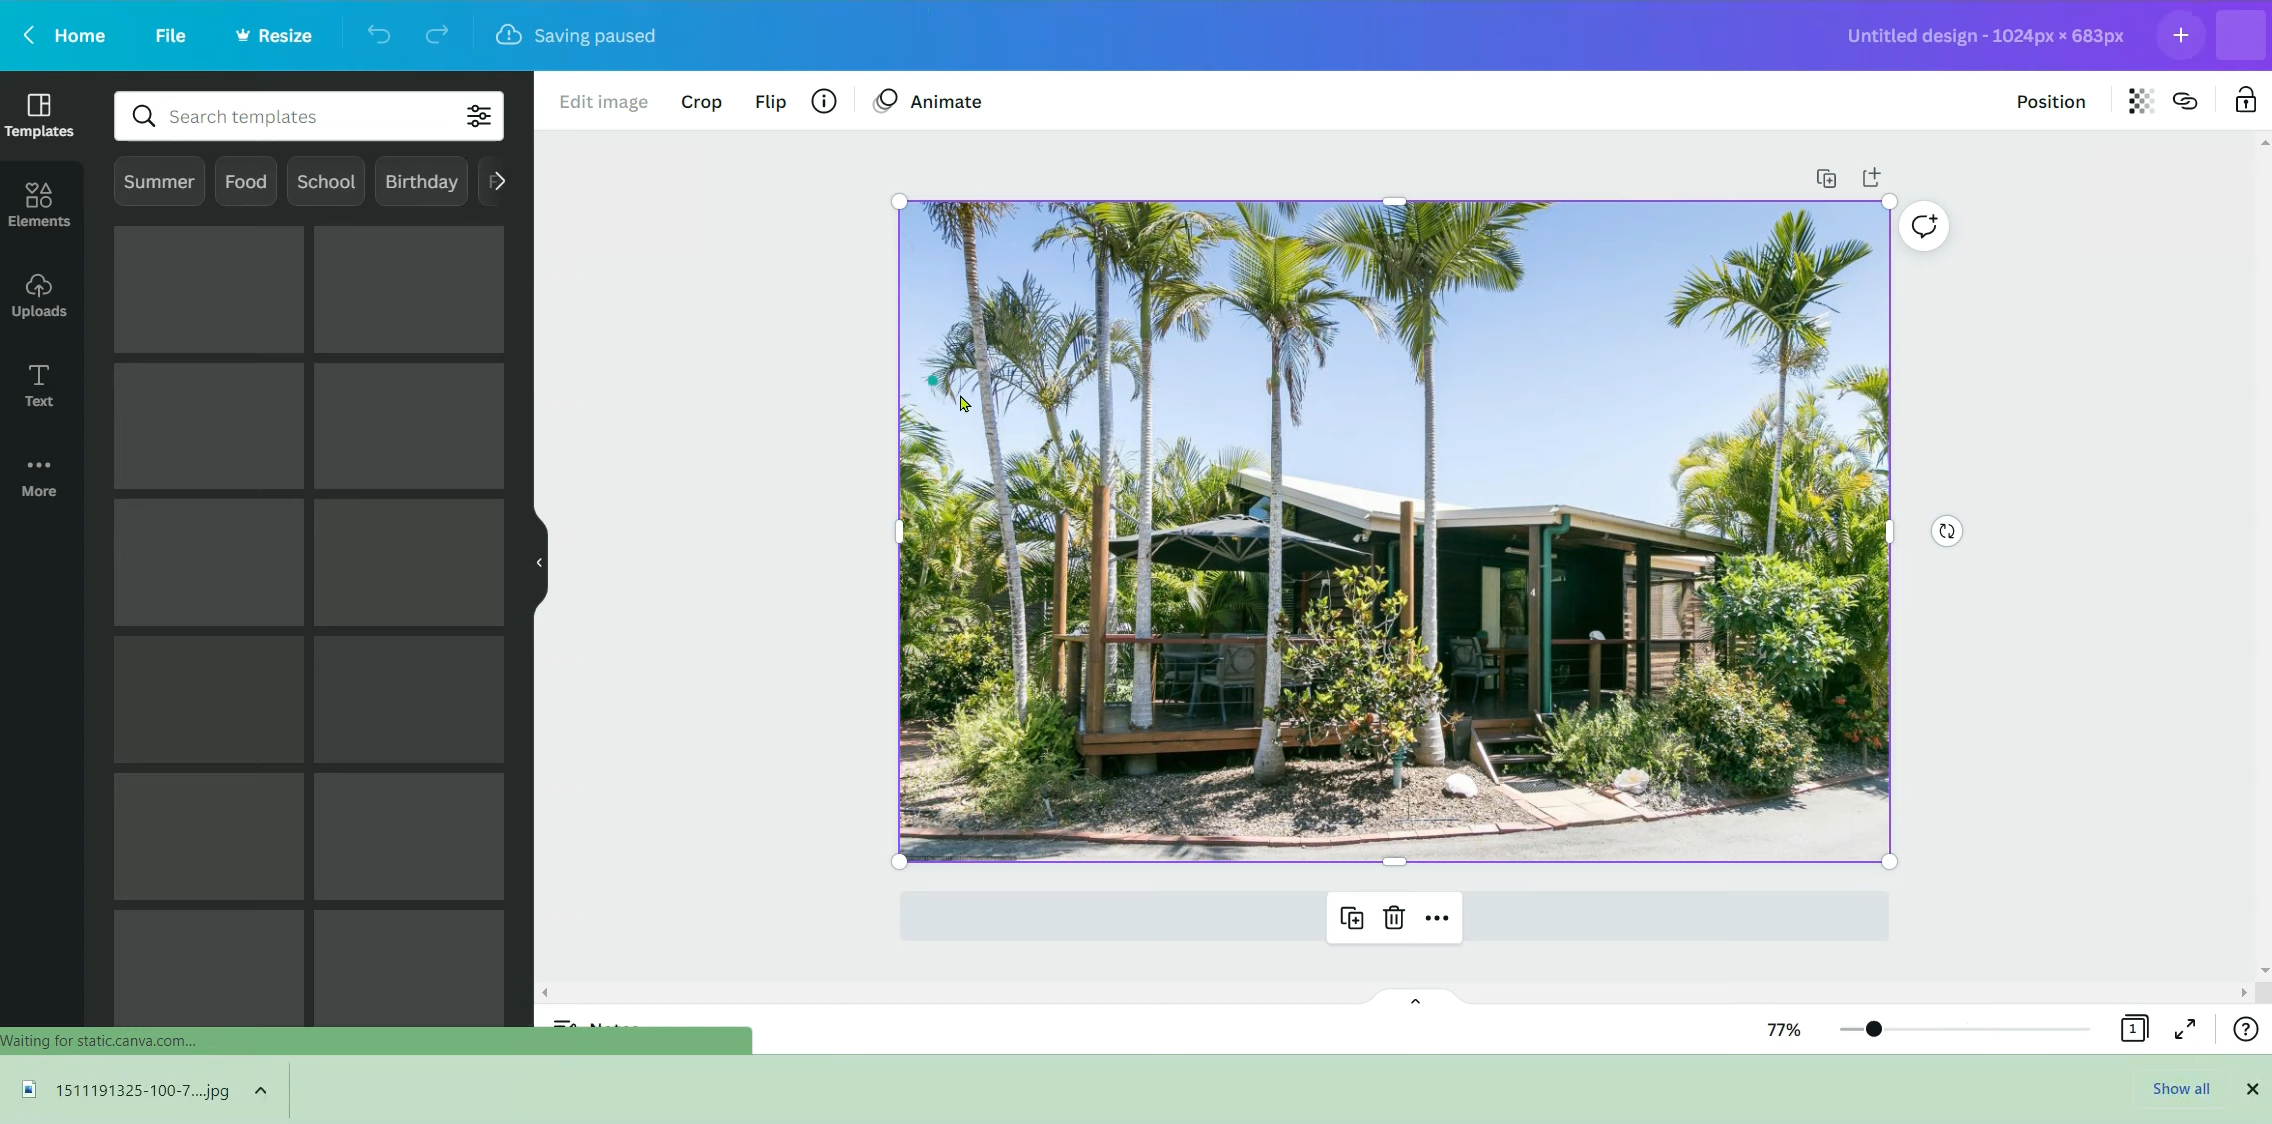 Home File Resize Saving paused Untitled design - 1024px × 683px
Templates
Search templates
Edit image Crop Flip Animate Position
Summer Food School Birthday
Elements
Uploads
Text
More
4
77% 1
Waiting for static.canva.com...
1511191325-100-7....jpg Show all